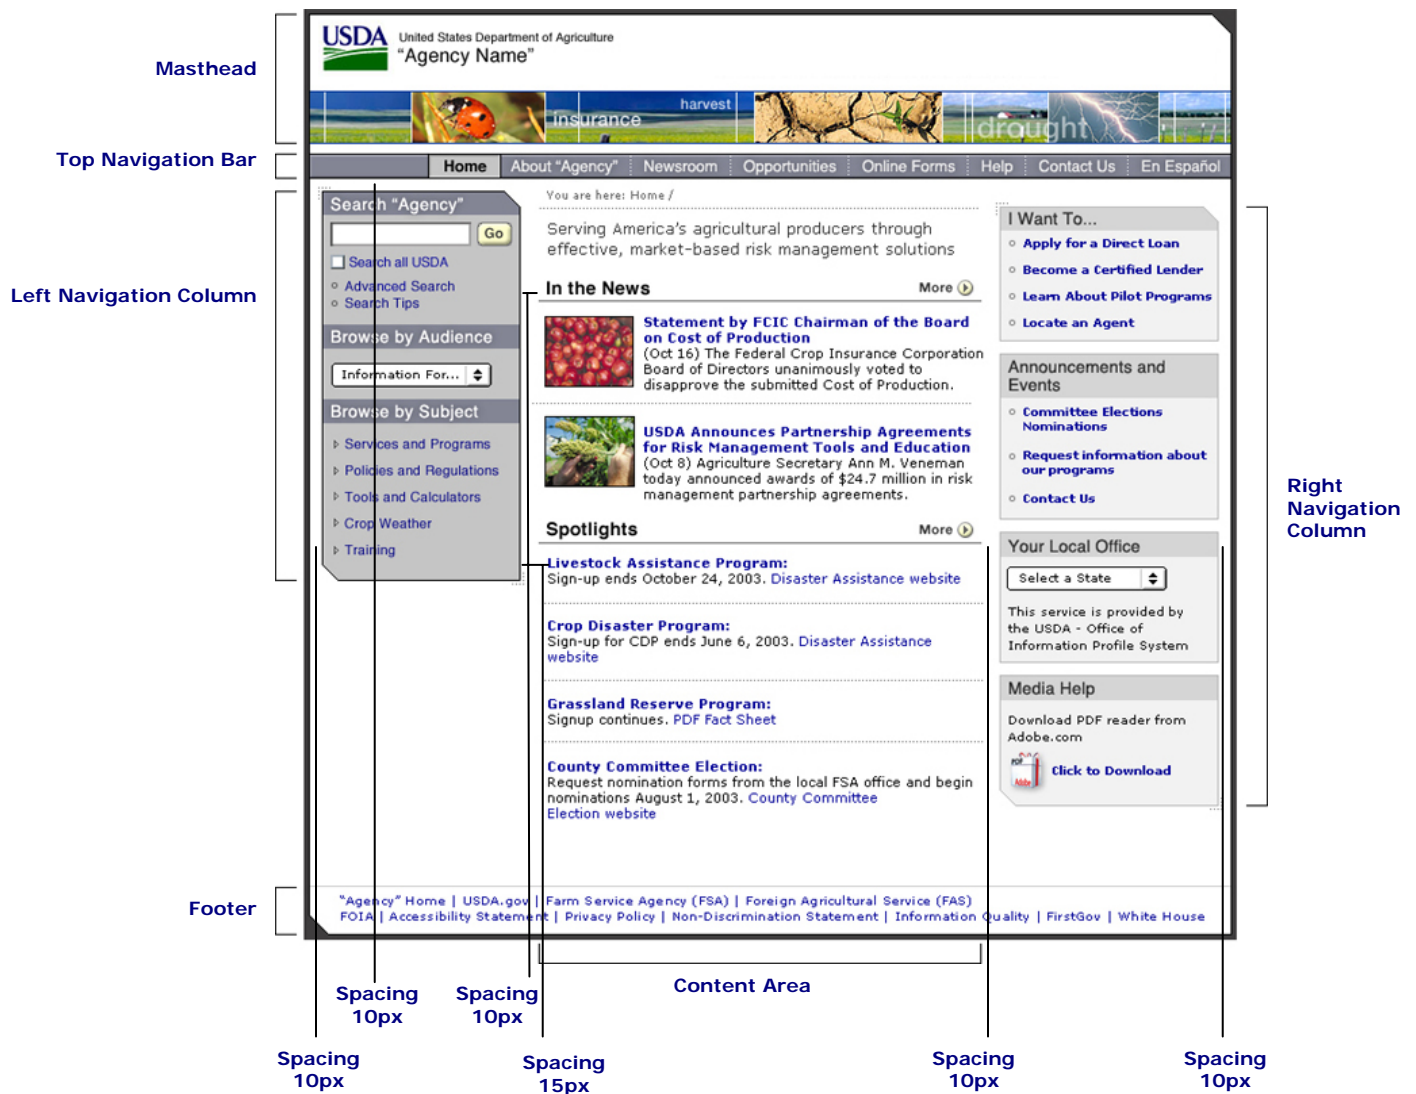 Masthead
USDA
United States Department of Agriculture
“Agency Name”
insurance
harvest
drought
Top Navigation Bar
Home
About “Agency”
Newsroom
Opportunities
Online Forms
Help
Contact Us
En Español
Left Navigation Column
Search “Agency”
Go
Search all USDA
Advanced Search
Search Tips
Browse by Audience
Information For...
Browse by Subject
Services and Programs
Policies and Regulations
Tools and Calculators
Crop Weather
Training
You are here: Home /
Serving America’s agricultural producers through
effective, market-based risk management solutions
In the News
More
Statement by FCIC Chairman of the Board
on Cost of Production
(Oct 16) The Federal Crop Insurance Corporation
Board of Directors unanimously voted to
disapprove the submitted Cost of Production.
USDA Announces Partnership Agreements
for Risk Management Tools and Education
(Oct 8) Agriculture Secretary Ann M. Veneman
today announced awards of $24.7 million in risk
management partnership agreements.
Spotlights
More
Livestock Assistance Program:
Sign-up ends October 24, 2003. Disaster Assistance website
Crop Disaster Program:
Sign-up for CDP ends June 6, 2003. Disaster Assistance
website
Grassland Reserve Program:
Signup continues. PDF Fact Sheet
County Committee Election:
Request nomination forms from the local FSA office and begin
nominations August 1, 2003. County Committee
Election website
I Want To...
Apply for a Direct Loan
Become a Certified Lender
Learn About Pilot Programs
Locate an Agent
Announcements and
Events
Committee Elections
Nominations
Request information about
our programs
Contact Us
Your Local Office
Select a State
This service is provided by
the USDA - Office of
Information Profile System
Media Help
Download PDF reader from
Adobe.com
PDF
Adobe
Click to Download
Right
Navigation
Column
Footer
“Agency” Home | USDA.gov | Farm Service Agency (FSA) | Foreign Agricultural Service (FAS)
FOIA | Accessibility Statement | Privacy Policy | Non-Discrimination Statement | Information Quality | FirstGov | White House
Content Area
Spacing
10px
Spacing
10px
Spacing
10px
Spacing
15px
Spacing
10px
Spacing
10px